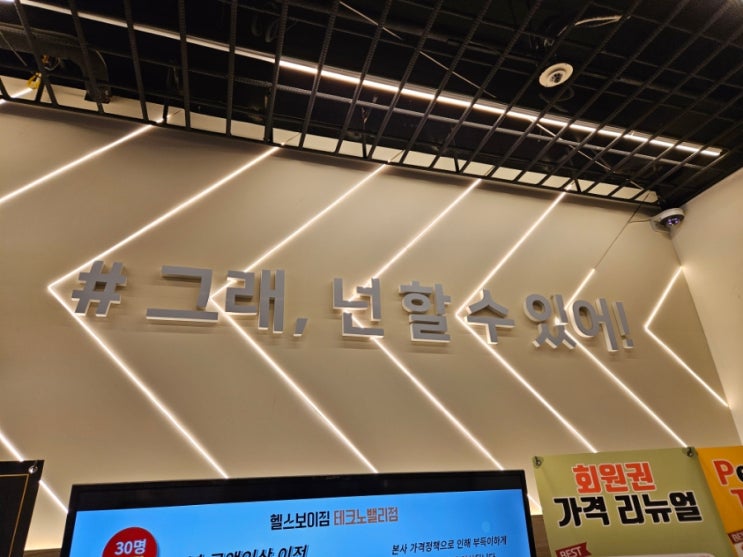 #그래, 넌 할 수 있어!
헬스보이짐 테크노밸리점
30명
본사 가격정책으로 인해 부득이하게
회원권
가격 리뉴얼
BEST